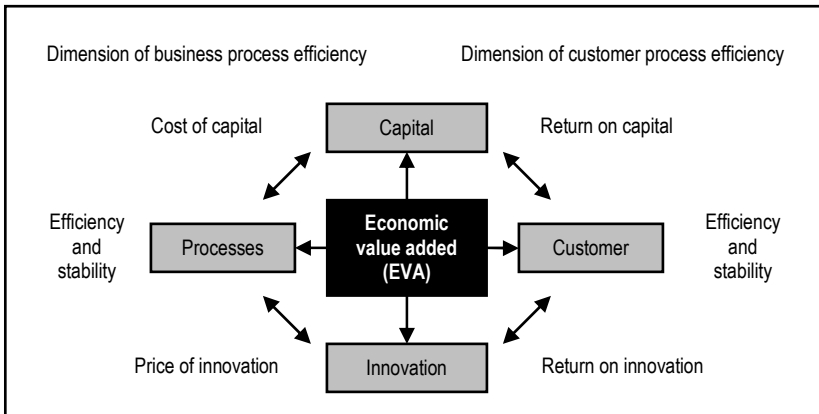 Dimension of business process efficiency
Dimension of customer process efficiency
Cost of capital
Capital
Return on capital
Efficiency
and
stability
Processes
Economic
value added
(EVA)
Customer
Efficiency
and
stability
Price of innovation
Innovation
Return on innovation